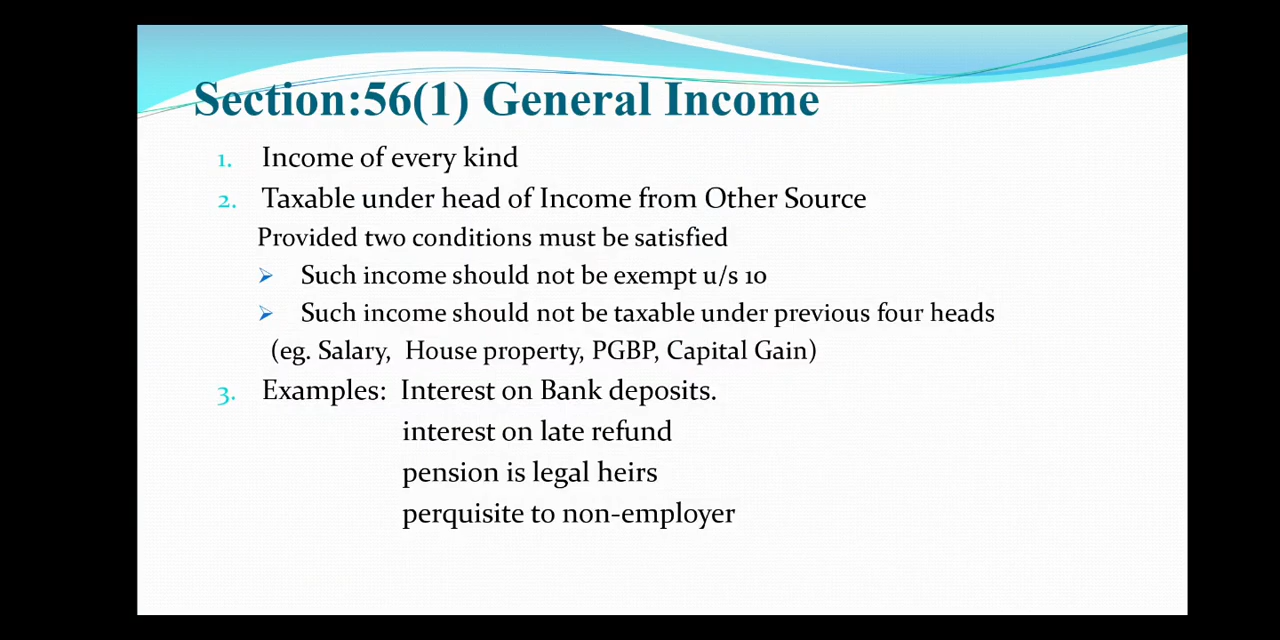 Section:56(1) General Income
1. Income of every kind
2. Taxable under head of Income from Other Source
Provided two conditions must be satisfied
➢ Such income should not be exempt u/s 10
➢ Such income should not be taxable under previous four heads
(eg. Salary, House property, PGBP, Capital Gain)
3. Examples: Interest on Bank deposits.
interest on late refund
pension is legal heirs
perquisite to non-employer